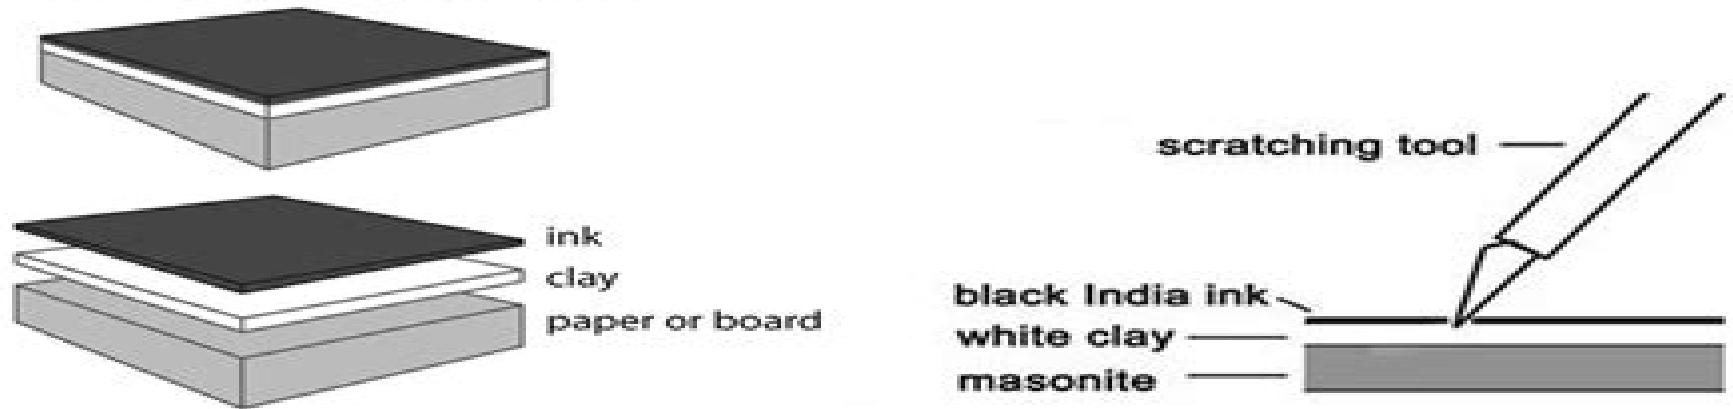 ink
clay
paper or board
scratching tool
black India ink
white clay
masonite